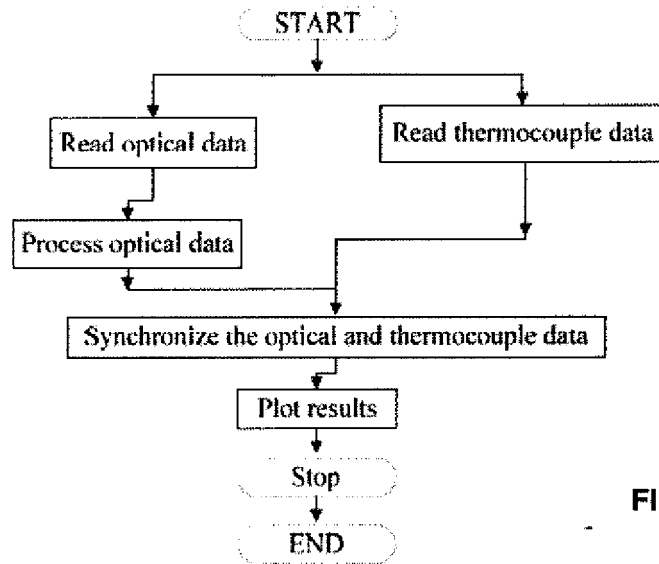 START
Read optical data
Read thermocouple data
Process optical data
Synchronize the optical and thermocouple data
Plot results
Stop
END
FI